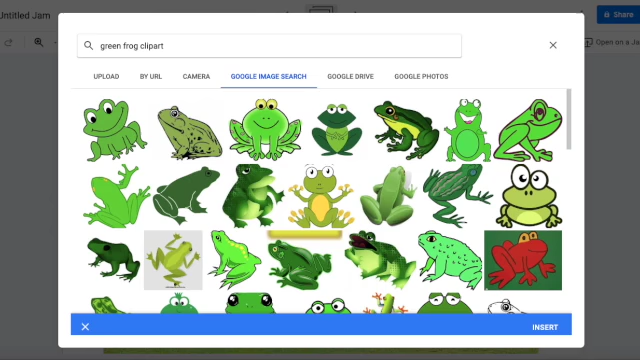 Untitled Jam
Share
green frog clipart
Open on a Ja
UPLOAD BY URL CAMERA GOOGLE IMAGE SEARCH GOOGLE DRIVE GOOGLE PHOTOS
INSERT